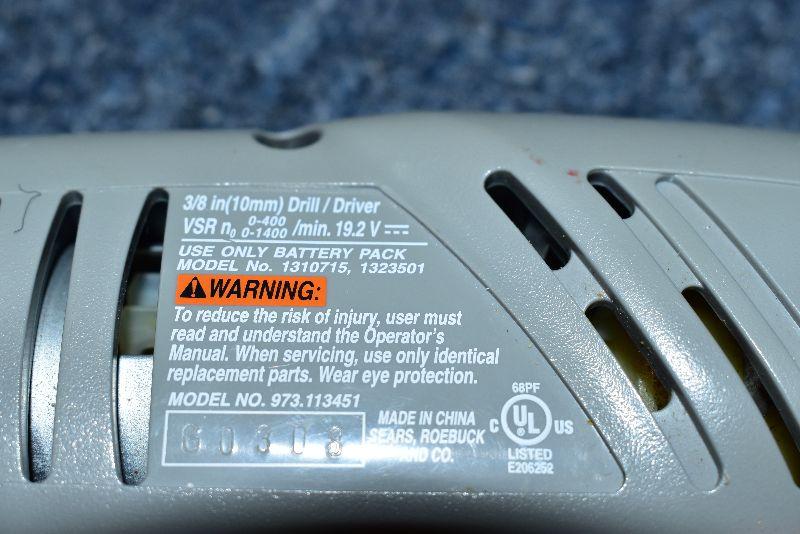 3/8 in(10mm) Drill / Driver
VSR n0 0-400 0-1400 /min. 19.2 V
USE ONLY BATTERY PACK
MODEL No. 1310715, 1323501
WARNING:
To reduce the risk of injury, user must
read and understand the Operator's
Manual. When servicing, use only identical
replacement parts. Wear eye protection.
MODEL NO. 973.113451
G0308
MADE IN CHINA
SEARS, ROEBUCK
AND CO.
68PF
C UL US
LISTED
E206252